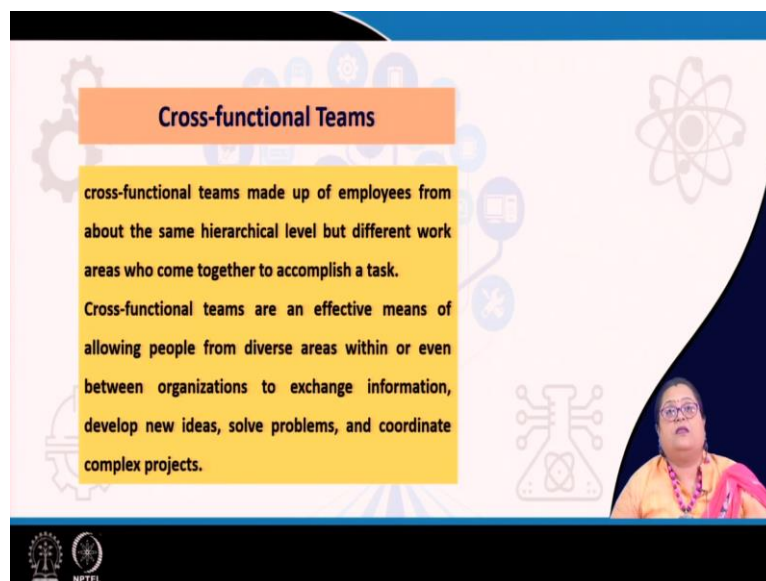 Cross-functional Teams
cross-functional teams made up of employees from
about the same hierarchical level but different work
areas who come together to accomplish a task.
Cross-functional teams are an effective means of
allowing people from diverse areas within or even
between organizations to exchange information,
develop new ideas, solve problems, and coordinate
complex projects.
NPTEL